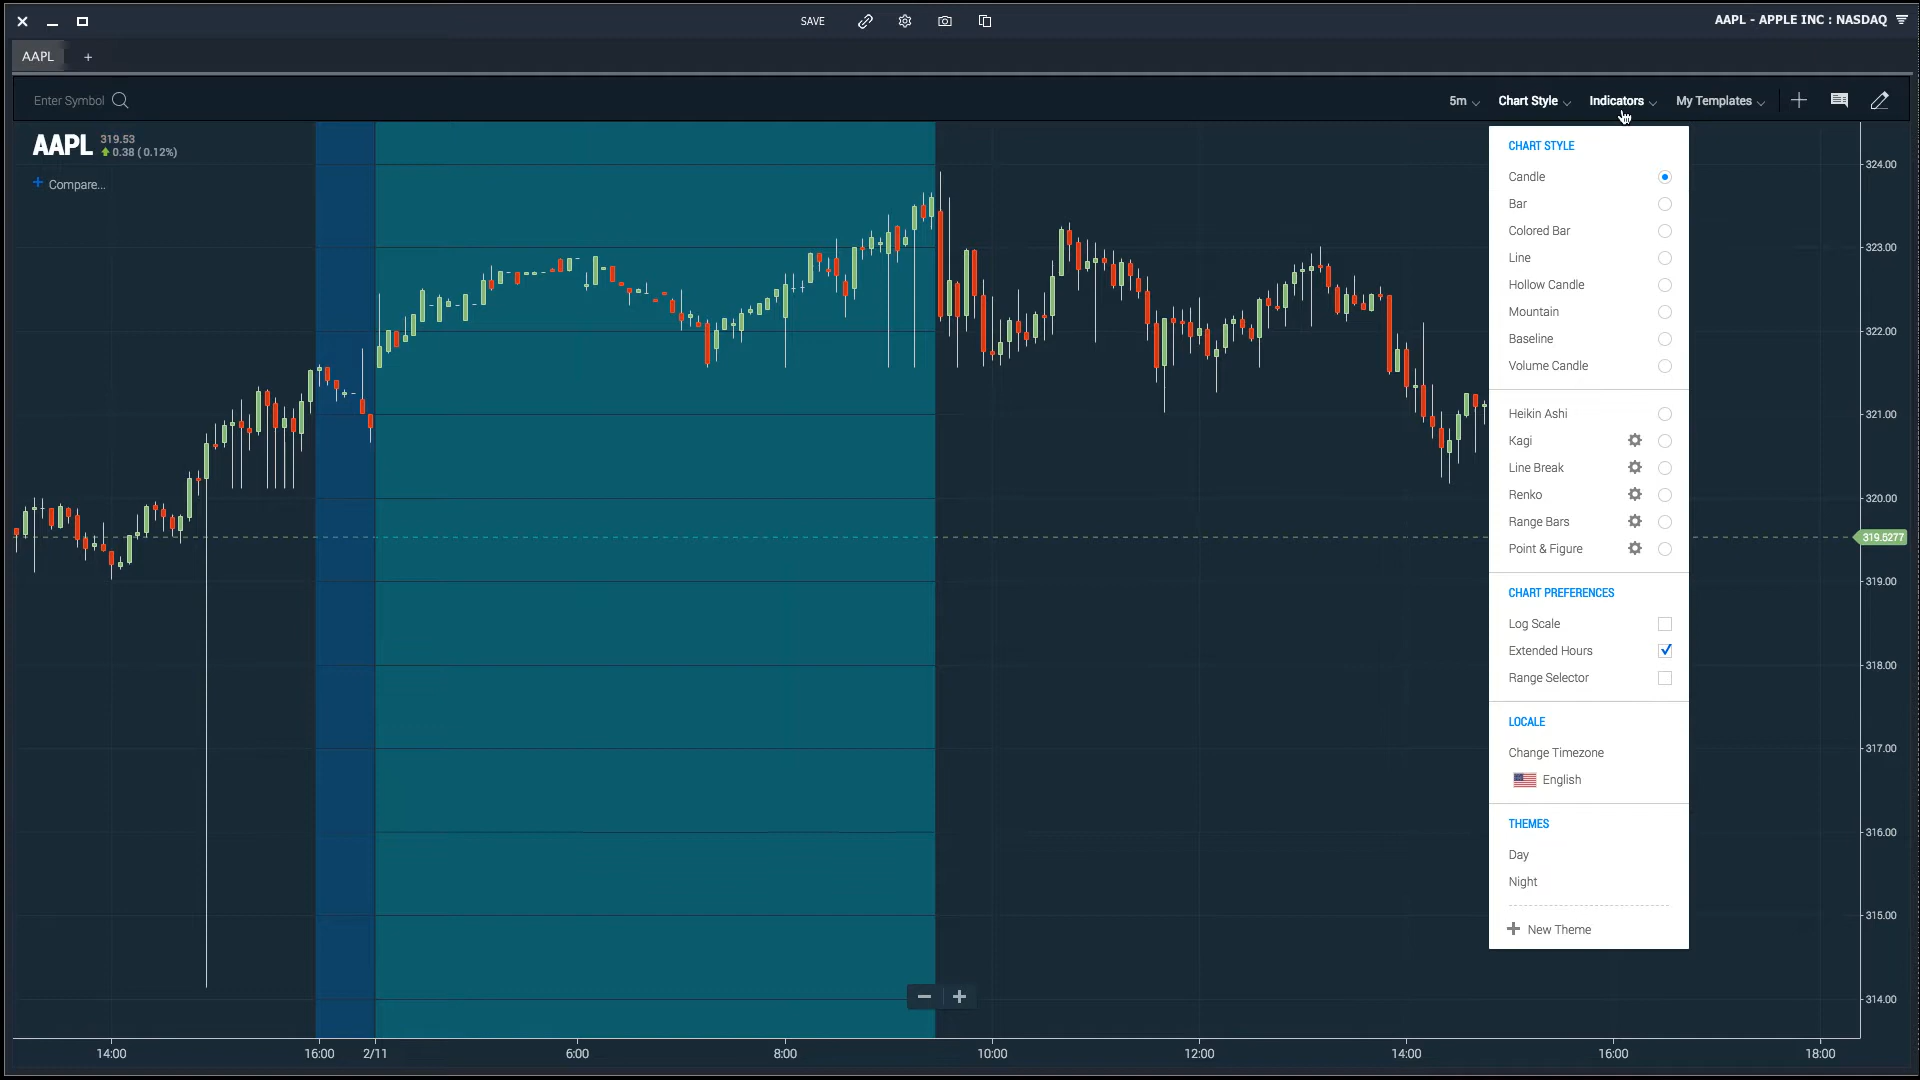 SAVE
AAPL - APPLE INC : NASDAQ
AAPL
+
Enter Symbol
5m
Chart Style
Indicators
My Templates
AAPL
319.53
0.38 ( 0.12%)
+ Compare...
CHART STYLE
Candle
Bar
Colored Bar
Line
Hollow Candle
Mountain
Baseline
Volume Candle
Heikin Ashi
Kagi
Line Break
Renko
Range Bars
Point & Figure
CHART PREFERENCES
Log Scale
Extended Hours
Range Selector
LOCALE
Change Timezone
English
THEMES
Day
Night
+ New Theme
324.00
323.00
322.00
321.00
320.00
319.5277
319.00
318.00
317.00
316.00
315.00
314.00
14:00
16:00
2/11
6:00
8:00
10:00
12:00
14:00
16:00
18:00